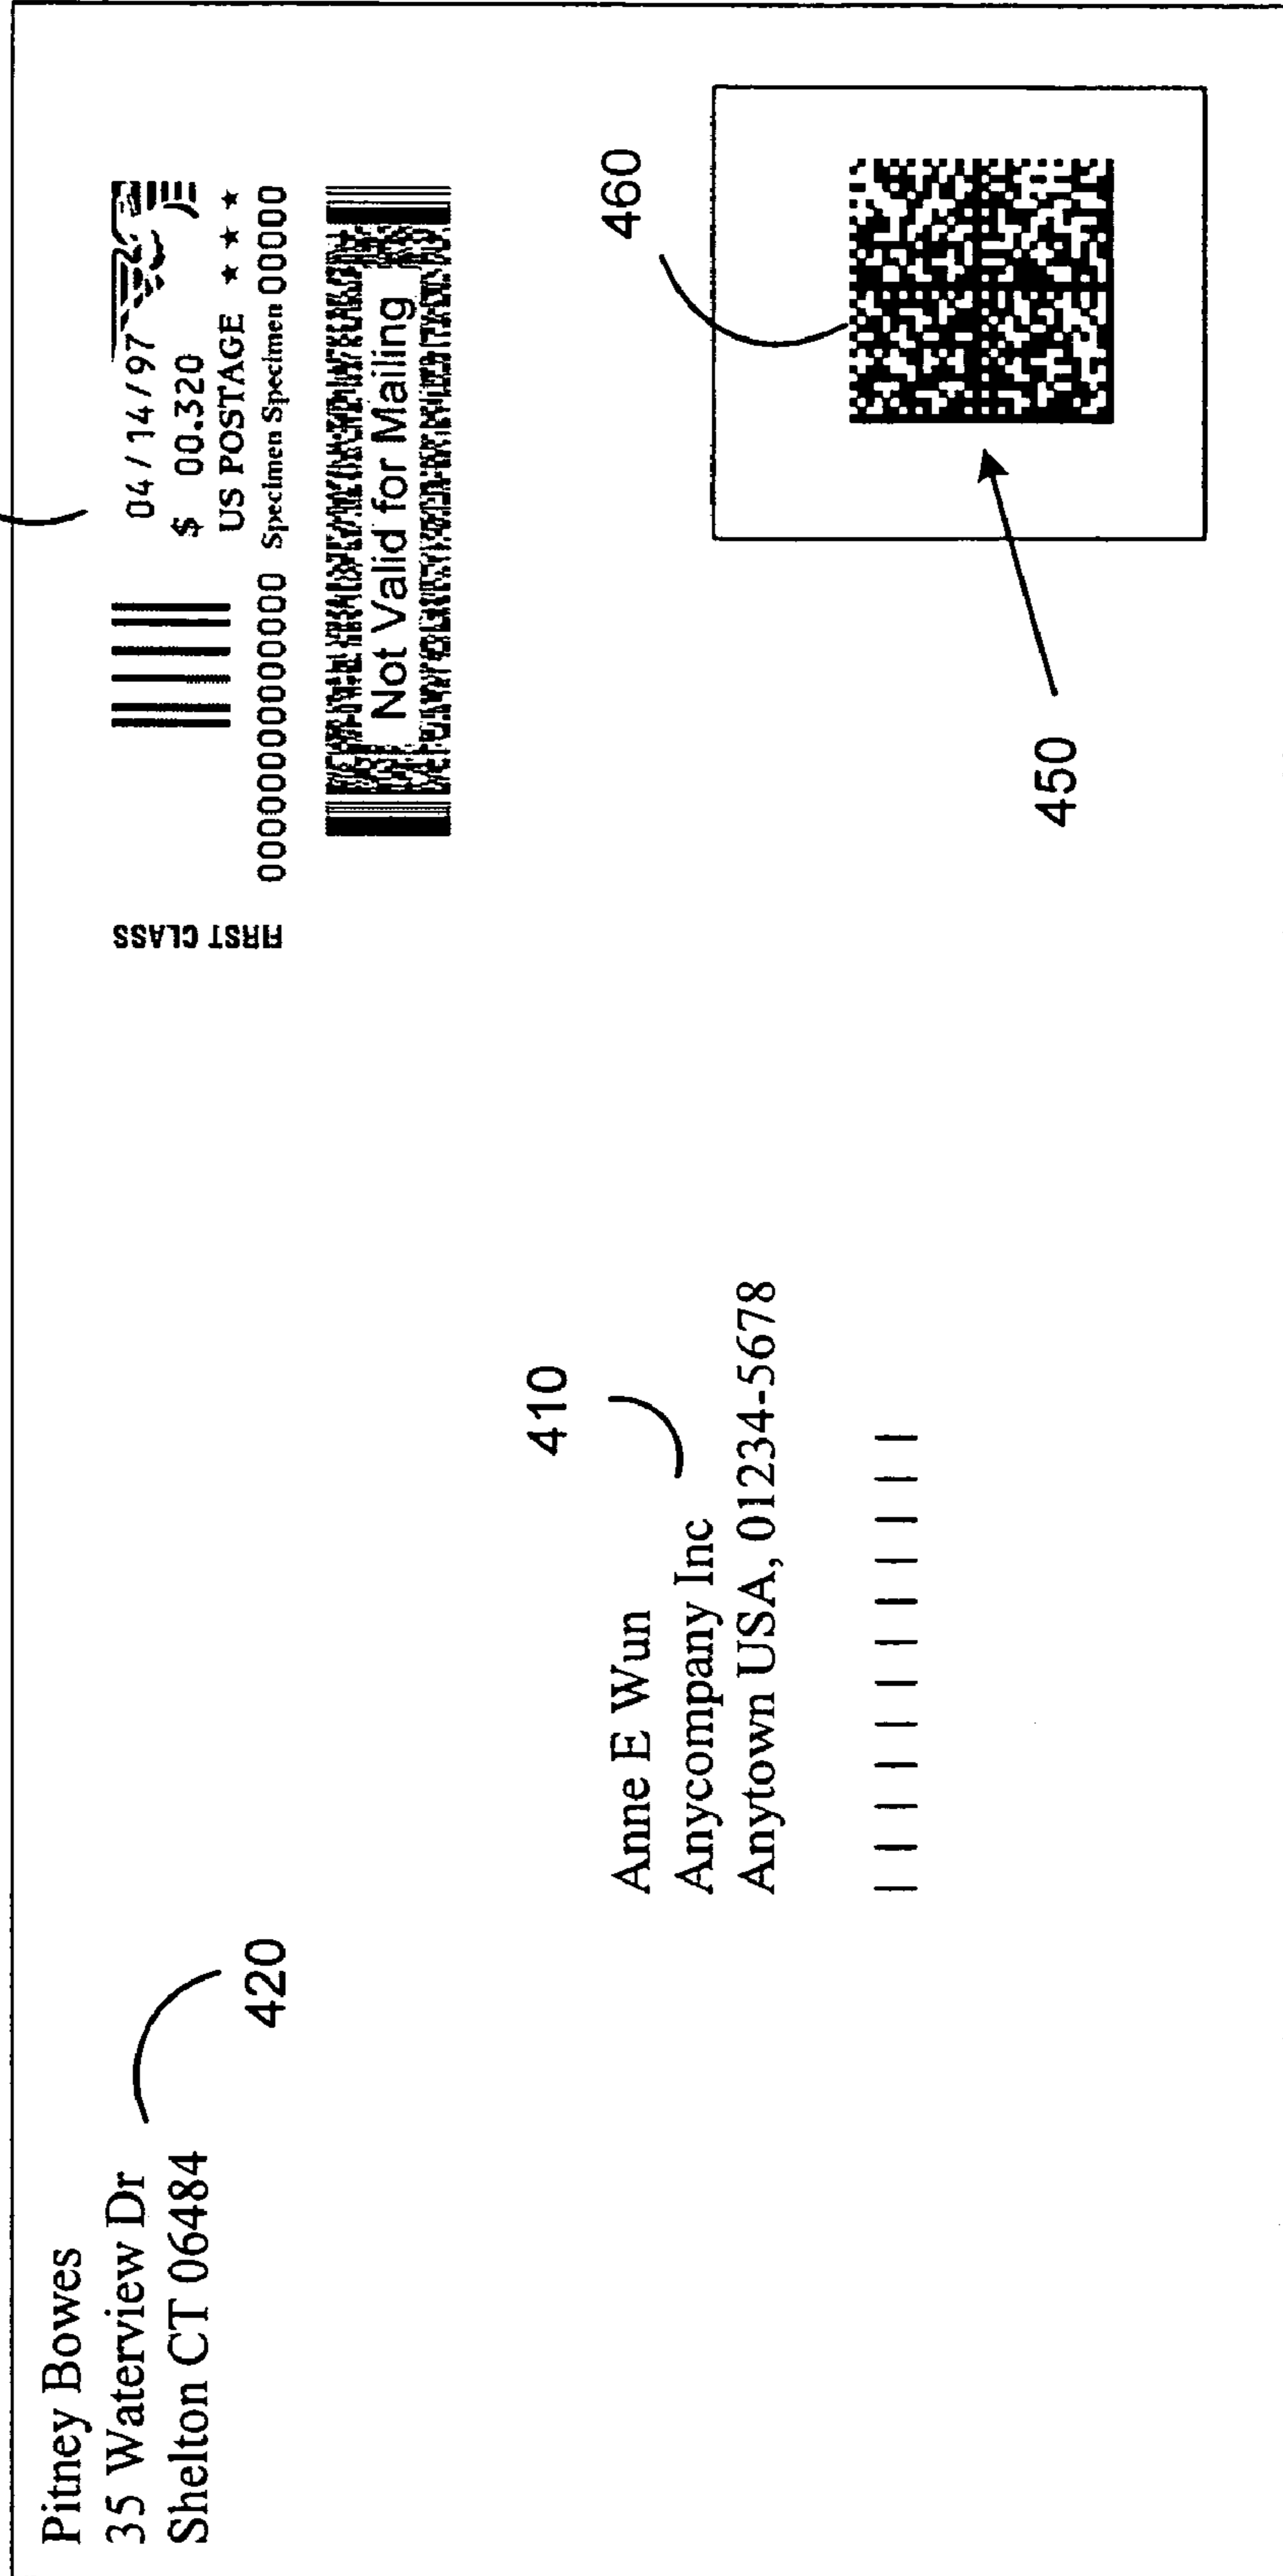 Pitney Bowes
35 Waterview Dr
Shelton CT 06484
420
FIRST CLASS
04/14/97
$ 00.320
US POSTAGE ★ ★ ★
000000000000 Specimen Specimen 00000
Not Valid for Mailing
410
Anne E Wun
Anycompany Inc
Anytown USA, 01234-5678
460
450